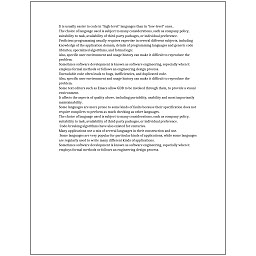 It is usually easier to code in "high-level" languages than in "low-level" ones.
The choice of language used is subject to many considerations, such as company policy,
suitability to task, availability of third-party packages, or individual preference.
Proficient programming usually requires expertise in several different subjects, including
knowledge of the application domain, details of programming languages and generic code
libraries, specialized algorithms, and formal logic.
Also, specific user environment and usage history can make it difficult to reproduce the
problem.
Sometimes software development is known as software engineering, especially when it
employs formal methods or follows an engineering design process.
Unreadable code often leads to bugs, inefficiencies, and duplicated code.
Also, specific user environment and usage history can make it difficult to reproduce the
problem.
Some text editors such as Emacs allow GDB to be invoked through them, to provide a visual
environment.
It affects the aspects of quality above, including portability, usability and most importantly
maintainability.
Some languages are more prone to some kinds of faults because their specification does not
require compilers to perform as much checking as other languages.
The choice of language used is subject to many considerations, such as company policy,
suitability to task, availability of third-party packages, or individual preference.
Code-breaking algorithms have also existed for centuries.
Many applications use a mix of several languages in their construction and use.
Some languages are very popular for particular kinds of applications, while some languages
are regularly used to write many different kinds of applications.
Sometimes software development is known as software engineering, especially when it
employs formal methods or follows an engineering design process.